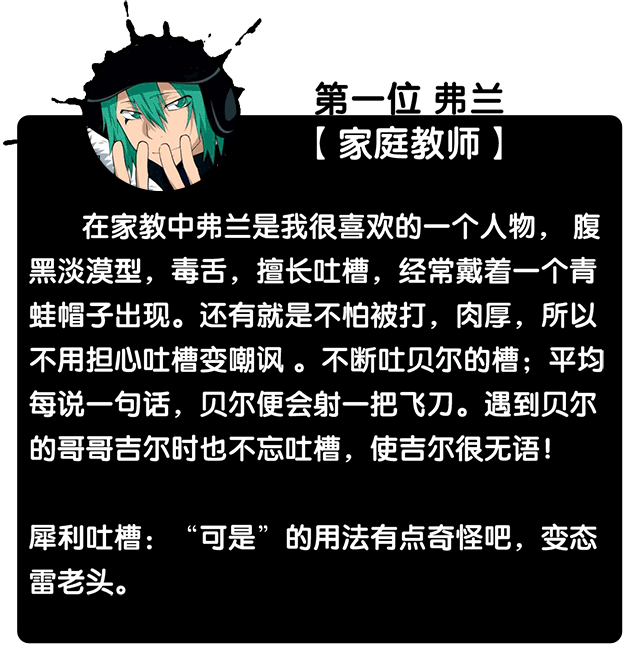 第一位 弗兰
【 家庭教师 】
在家教中弗兰是我很喜欢的一个人物， 腹
黑淡漠型，毒舌，擅长吐槽，经常戴着一个青
蛙帽子出现。还有就是不怕被打，肉厚，所以
不用担心吐槽变嘲讽 。不断吐贝尔的槽；平均
每说一句话，贝尔便会射一把飞刀。遇到贝尔
的哥哥吉尔时也不忘吐槽，使吉尔很无语！
犀利吐槽：“可是”的用法有点奇怪吧，变态
雷老头。